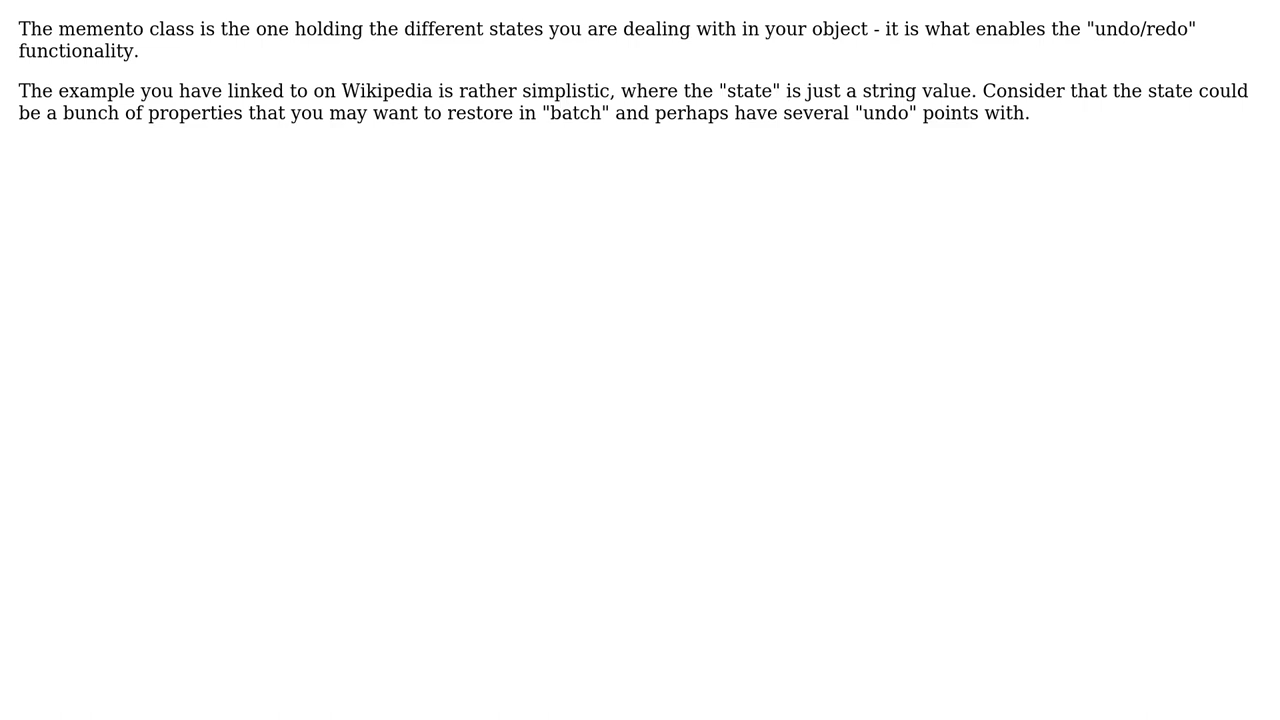 The memento class is the one holding the different states you are dealing with in your object - it is what enables the "undo/redo"
functionality.
The example you have linked to on Wikipedia is rather simplistic, where the "state" is just a string value. Consider that the state could
be a bunch of properties that you may want to restore in "batch" and perhaps have several "undo" points with.